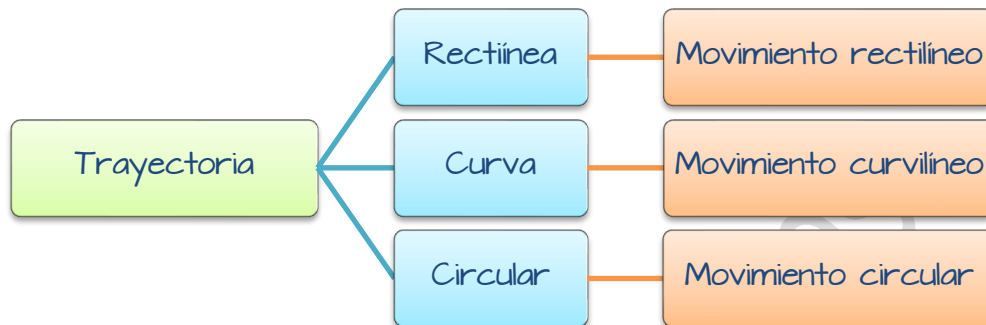 Rectiínea
Movimiento rectilíneo
Trayectoria
Curva
Movimiento curvilíneo
Circular
Movimiento circular